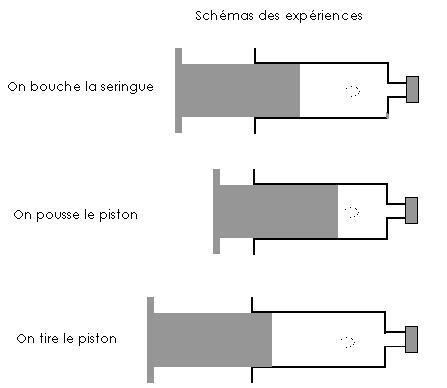 Schémas des expériences
On bouche la seringue
On pousse le piston
On tire le piston